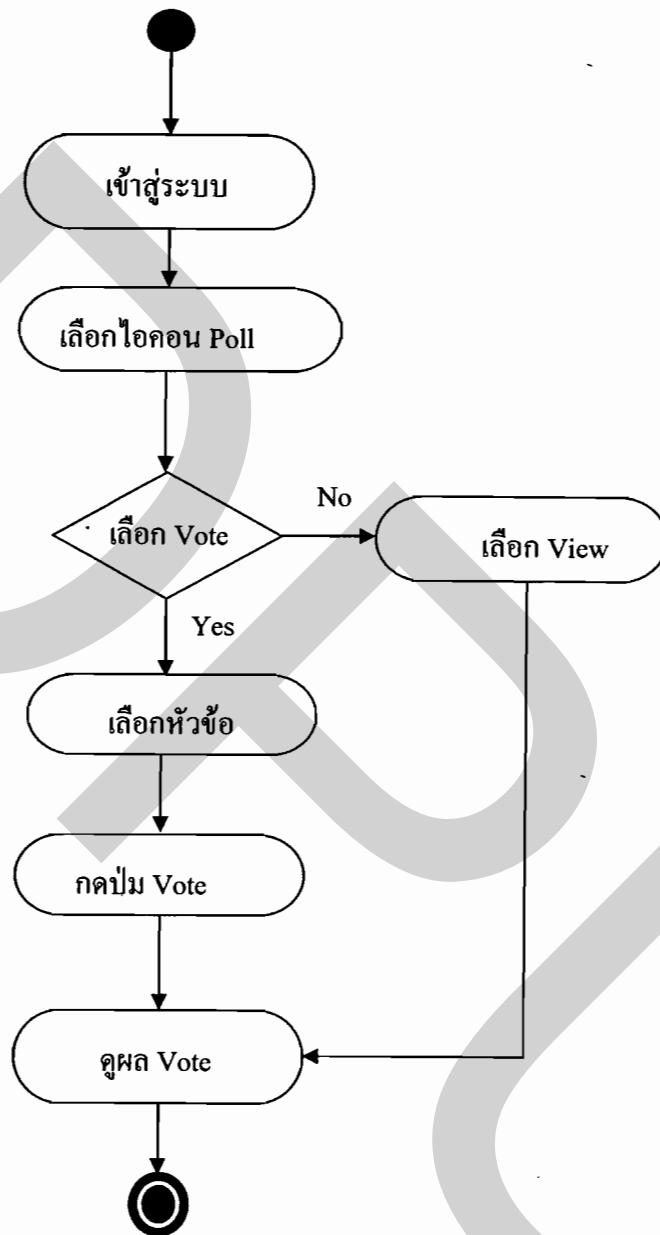 เข้าสู่ระบบ
เลือกไอคอน Poll
เลือก Vote
No
เลือก View
Yes
เลือกหัวข้อ
กดปุ่ม Vote
ดูผล Vote